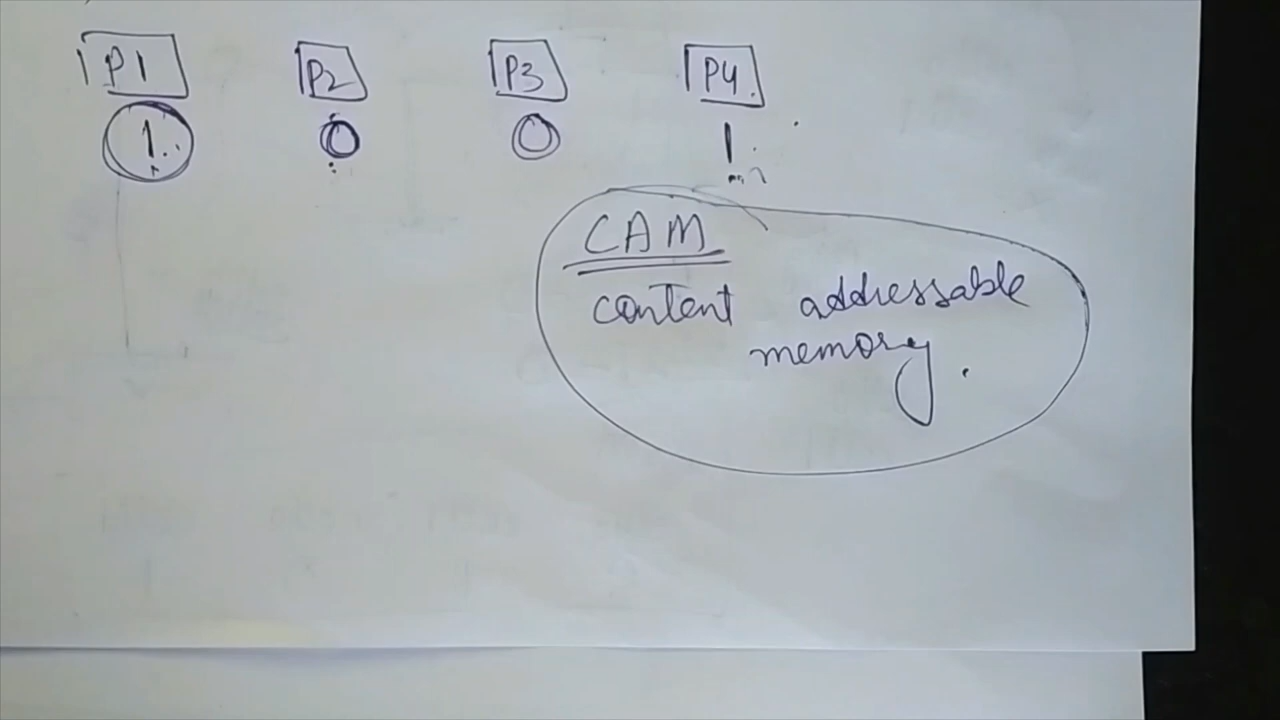 P1 P2 P3 P4
1 0 0 1
CAM
content addressable
memory.